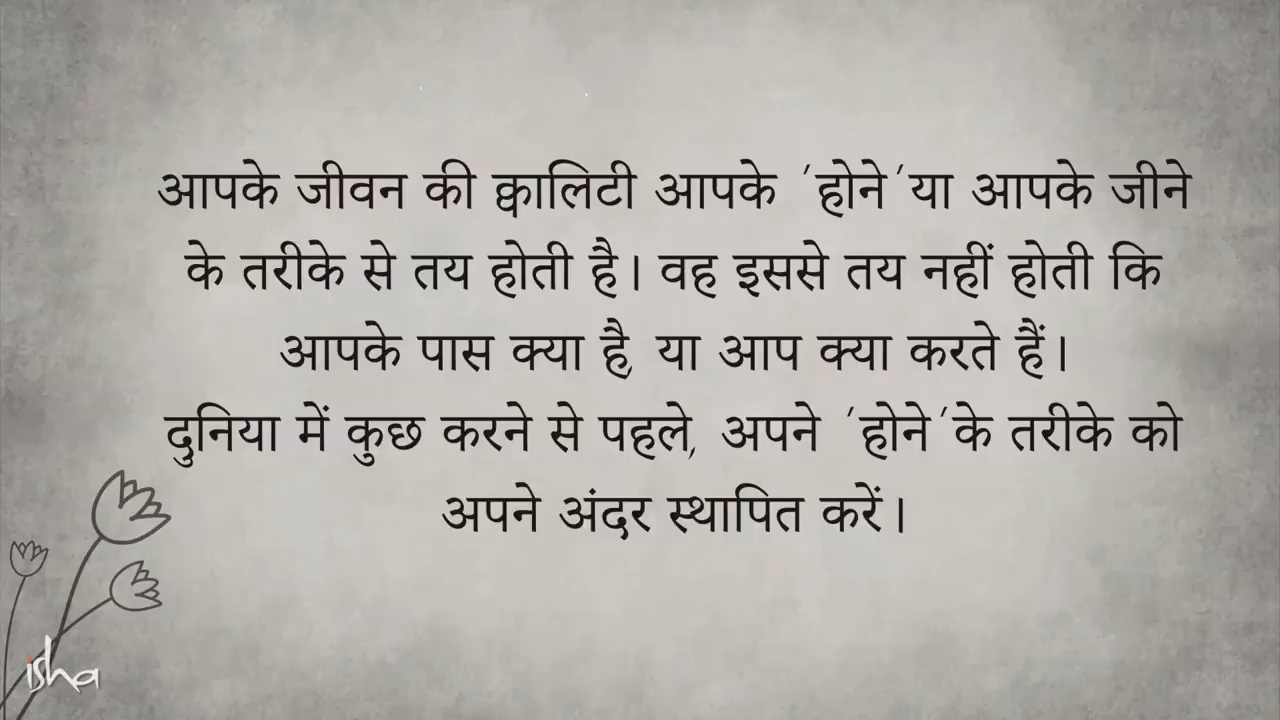 आपके जीवन की क्वालिटी आपके 'होने' या आपके जीने
के तरीके से तय होती है। वह इससे तय नहीं होती कि
आपके पास क्या है, या आप क्या करते हैं।
दुनिया में कुछ करने से पहले, अपने 'होने' के तरीके को
अपने अंदर स्थापित करें।
isha